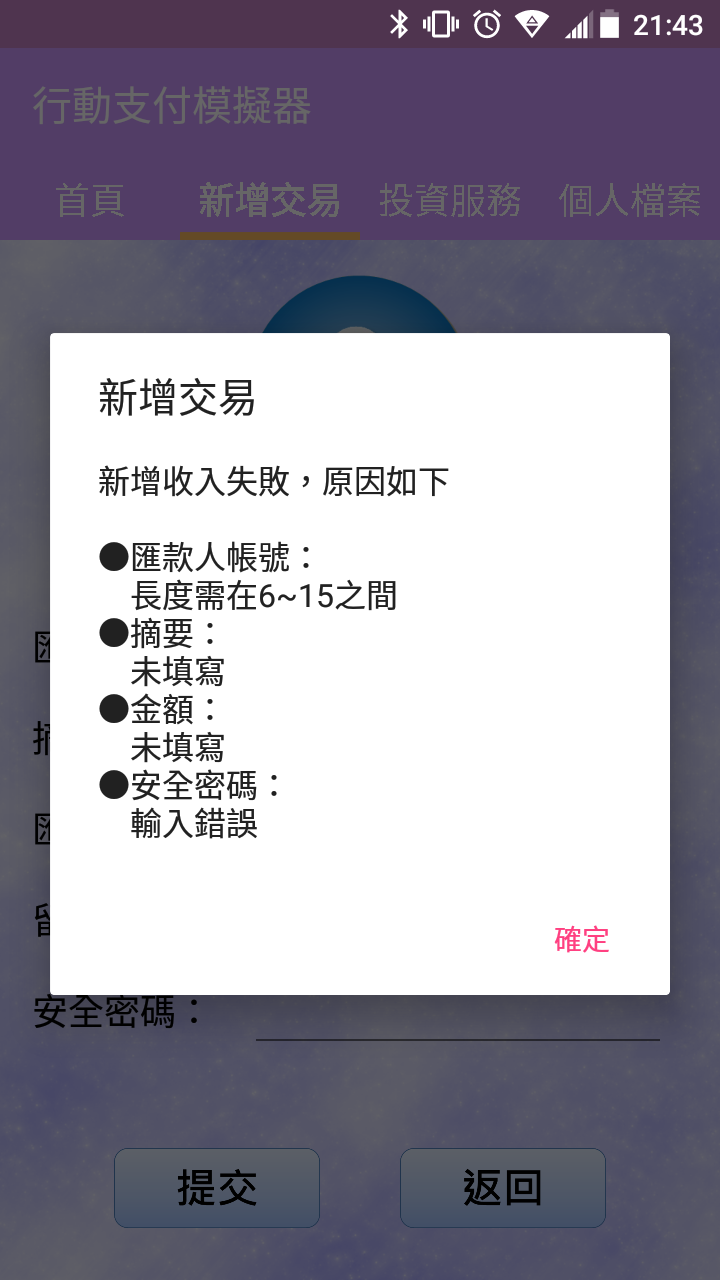 21:43
行動支付模擬器
首頁 新增交易 投資服務 個人檔案
新增交易
新增收入失敗，原因如下
●匯款人帳號：
長度需在6~15之間
●摘要：
未填寫
●金額：
未填寫
●安全密碼：
輸入錯誤
確定
安全密碼：
提交 返回